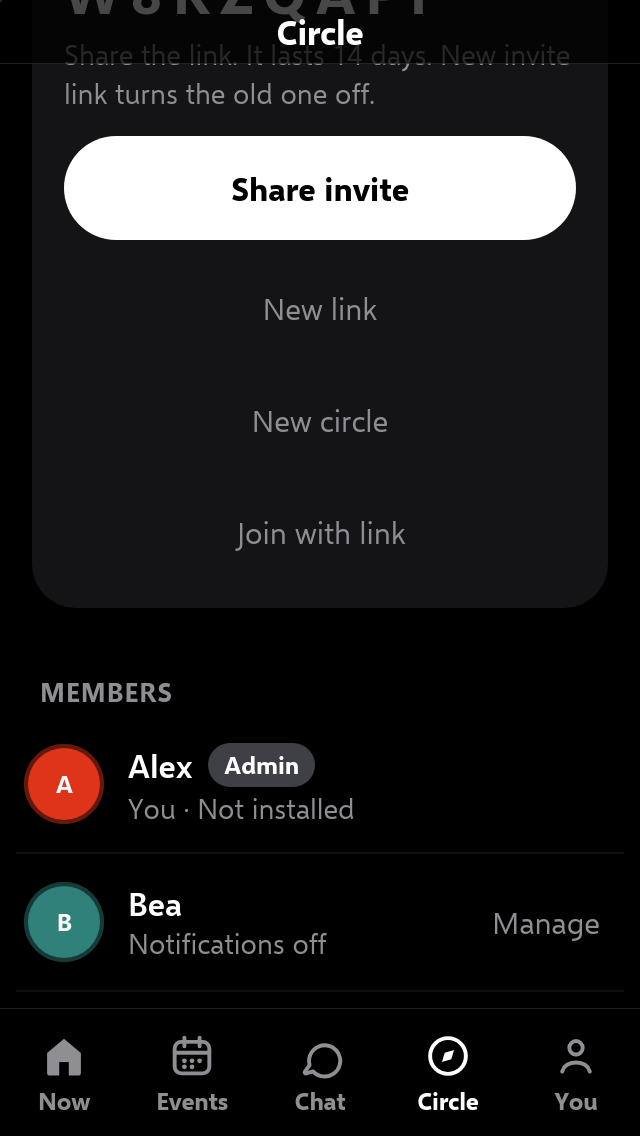 Circle
Share the link. It lasts 14 days. New invite
link turns the old one off.
Share invite
New link
New circle
Join with link
MEMBERS
A
Alex Admin
You · Not installed
B
Bea
Notifications off
Manage
Now Events Chat Circle You